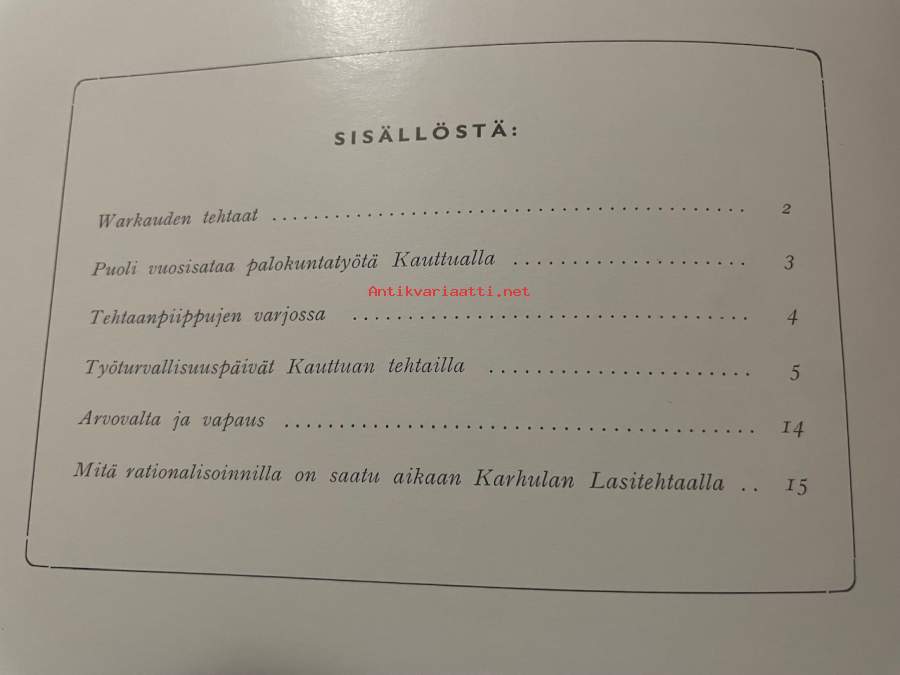 SISÄLLÖSTÄ:
Warkauden tehtaat . . . . . . . . . . . . . . . . . . . . . . . . . . . . . . . . . . . . . . . 2
Puoli vuosisataa palokuntatyötä Kauttualla . . . . . . . . . . . . . . . . . . . . . 3
Antikvariaatti.net
Tehtaanpiippujen varjossa . . . . . . . . . . . . . . . . . . . . . . . . . . . . . . . . . . . 4
Työturvallisuuspäivät Kauttuan tehtailla . . . . . . . . . . . . . . . . . . . . . . . 5
Arvovalta ja vapaus . . . . . . . . . . . . . . . . . . . . . . . . . . . . . . . . . . . . . . . 14
Mitä rationalisoinnilla on saatu aikaan Karhulan Lasitehtaalla . . 15